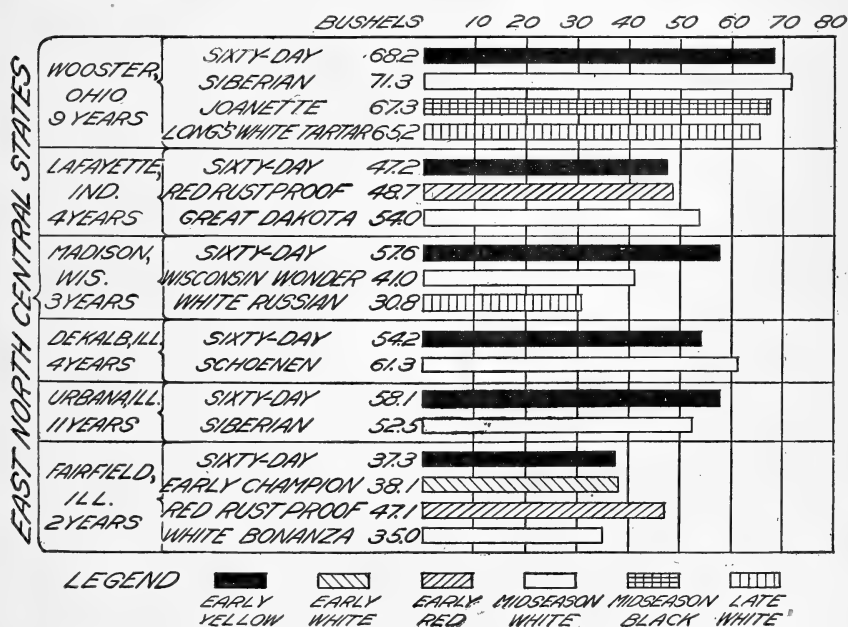 BUSHELS 10 20 30 40 50 60 70 80
EAST NORTH CENTRAL STATES
WOOSTER, OHIO 9 YEARS
SIXTY-DAY 68.2
SIBERIAN 71.3
JOANETTE 67.3
LONG'S WHITE TARTAR 65.2
LAFAYETTE, IND. 4 YEARS
SIXTY-DAY 47.2
RED RUSTPROOF 48.7
GREAT DAKOTA 54.0
MADISON, WIS. 3 YEARS
SIXTY-DAY 57.6
WISCONSIN WONDER 41.0
WHITE RUSSIAN 30.8
DEKALB, ILL. 4 YEARS
SIXTY-DAY 54.2
SCHOENEN 61.3
URBANA, ILL. 11 YEARS
SIXTY-DAY 58.1
SIBERIAN 52.5
FAIRFIELD, ILL. 2 YEARS
SIXTY-DAY 37.3
EARLY CHAMPION 38.1
RED RUSTPROOF 47.1
WHITE BONANZA 35.0
LEGEND
EARLY YELLOW
EARLY WHITE
EARLY RED
MIDSEASON WHITE
MIDSEASON BLACK
LATE WHITE